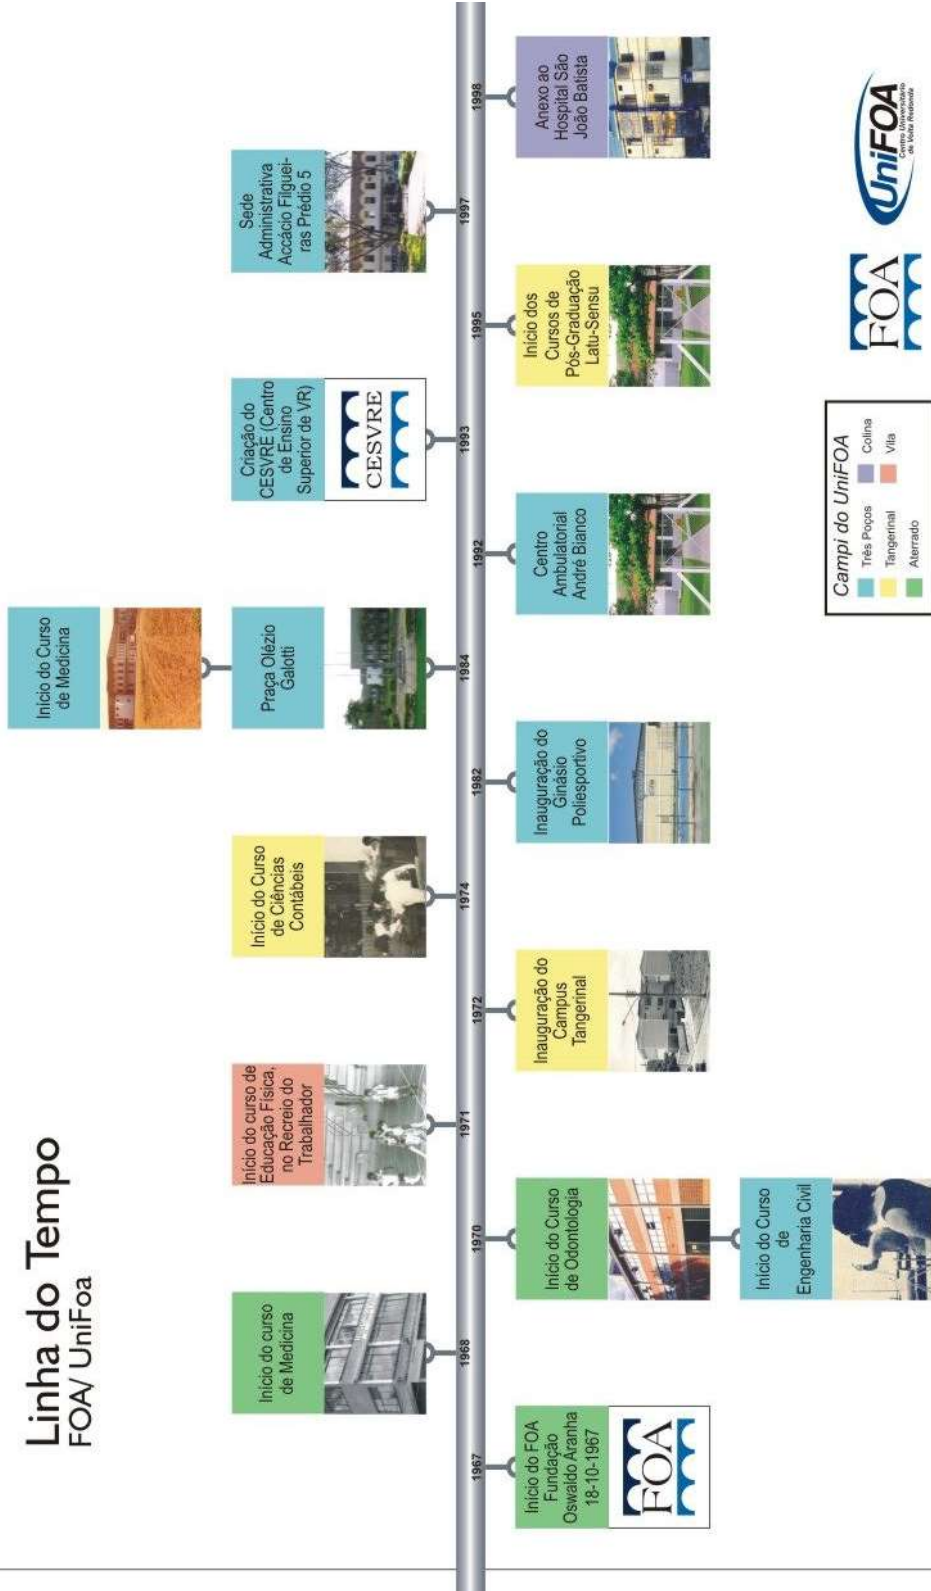 Linha do Tempo
FOA/ UniFoa
1967
Início do FOA
Fundação
Oswaldo Aranha
18-10-1967
FOA
1968
Início do curso
de Medicina
1970
Início do Curso
de Odontologia
Início do Curso
de
Engenharia Civil
1971
Início do curso de
Educação Física,
no Recreio do
Trabalhador
1972
Inauguração do
Campus
Tangerinal
1974
Início do Curso
de Ciências
Contábeis
1982
Inauguração do
Ginásio
Poliesportivo
1984
Início do Curso
de Medicina
Praça Olézio
Galotti
1992
Centro
Ambulatorial
André Bianco
1993
Criação do
CESVRE (Centro
de Ensino
Superior de VR)
CESVRE
1995
Início dos
Cursos de
Pós-Graduação
Latu-Sensu
1997
Sede
Administrativa
Accácio Filguei-
ras Prédio 5
1998
Anexo ao
Hospital São
João Batista
Campi do UniFOA
Três Poços
Colina
Tangerinal
Vila
Aterrado
FOA
UniFOA
Centro Universitário
de Volta Redonda